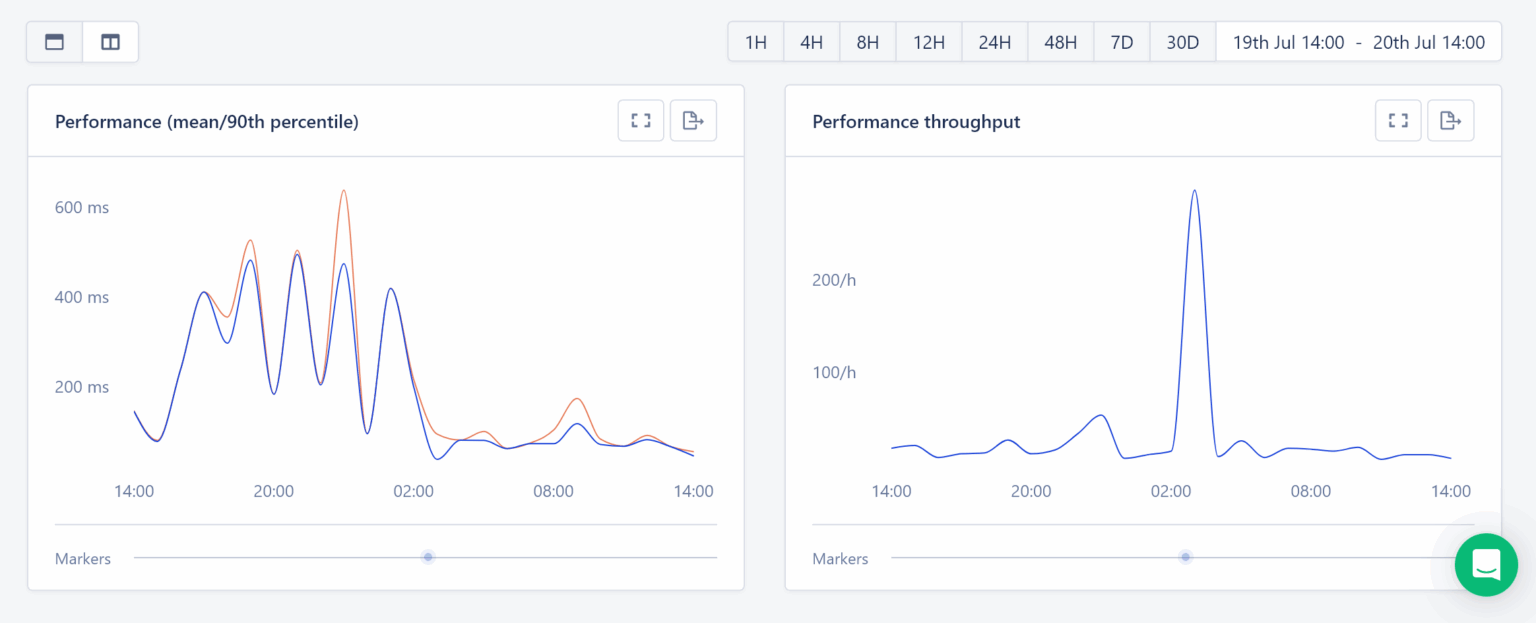 1H 4H 8H 12H 24H 48H 7D 30D 19th Jul 14:00 - 20th Jul 14:00
Performance (mean/90th percentile)
600 ms
400 ms
200 ms
14:00 20:00 02:00 08:00 14:00
Markers
Performance throughput
200/h
100/h
14:00 20:00 02:00 08:00 14:00
Markers